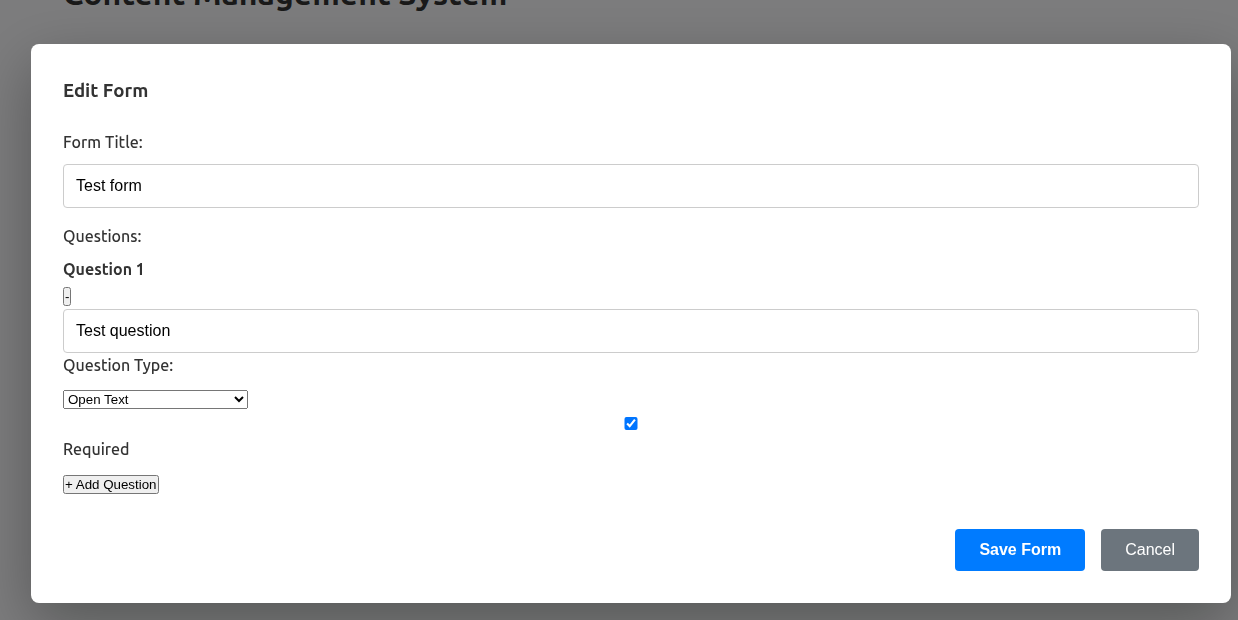 Content Management System
Edit Form
Form Title:
Test form
Questions:
Question 1
-
Test question
Question Type:
Open Text
Required
+ Add Question
Save Form
Cancel